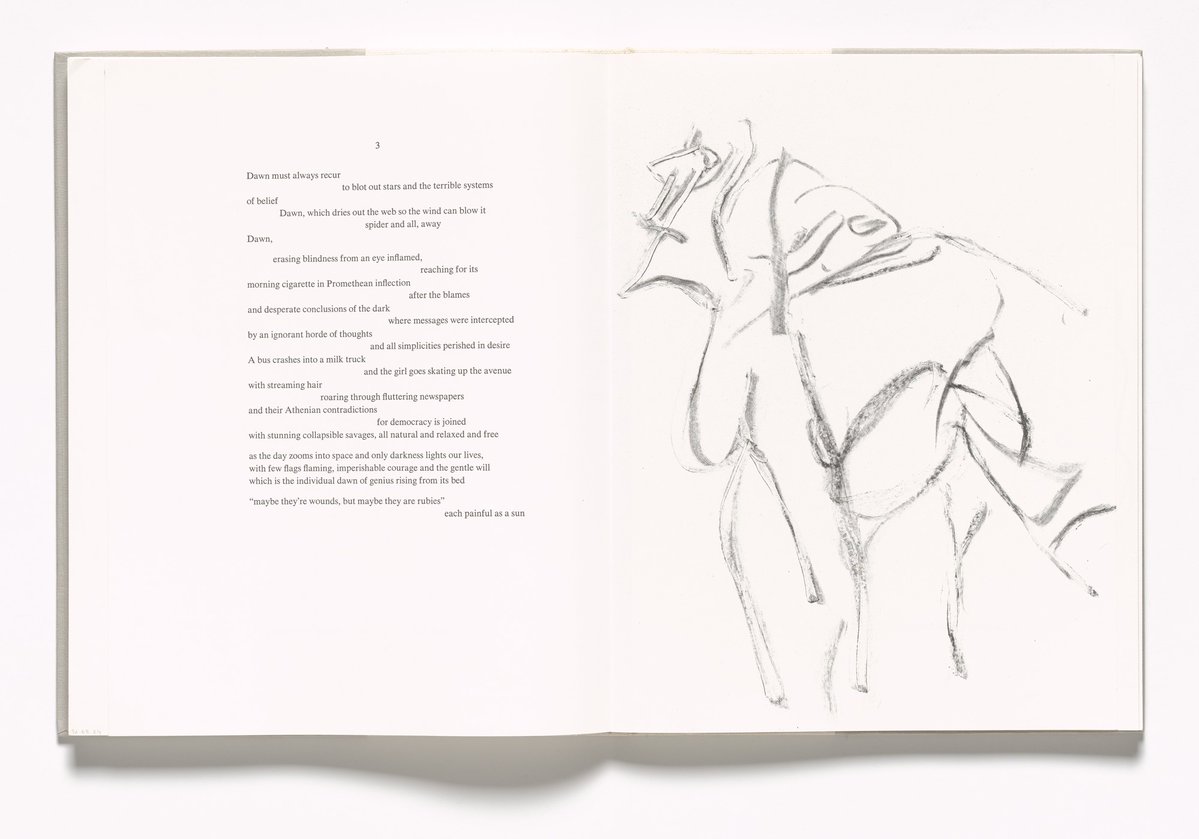 3
Dawn must always recur
to blot out stars and the terrible systems
of belief
Dawn, which dries out the web so the wind can blow it
spider and all, away
Dawn,
erasing blindness from an eye inflamed,
reaching for its
morning cigarette in Promethean inflection
after the blames
and desperate conclusions of the dark
where messages were intercepted
by an ignorant horde of thoughts
and all simplicities perished in desire
A bus crashes into a milk truck
and the girl goes skating up the avenue
with streaming hair
roaring through fluttering newspapers
and their Athenian contradictions
for democracy is joined
with stunning collapsible savages, all natural and relaxed and free
as the day zooms into space and only darkness lights our lives,
with few flags flaming, imperishable courage and the gentle will
which is the individual dawn of genius rising from its bed
“maybe they’re wounds, but maybe they are rubies”
each painful as a sun